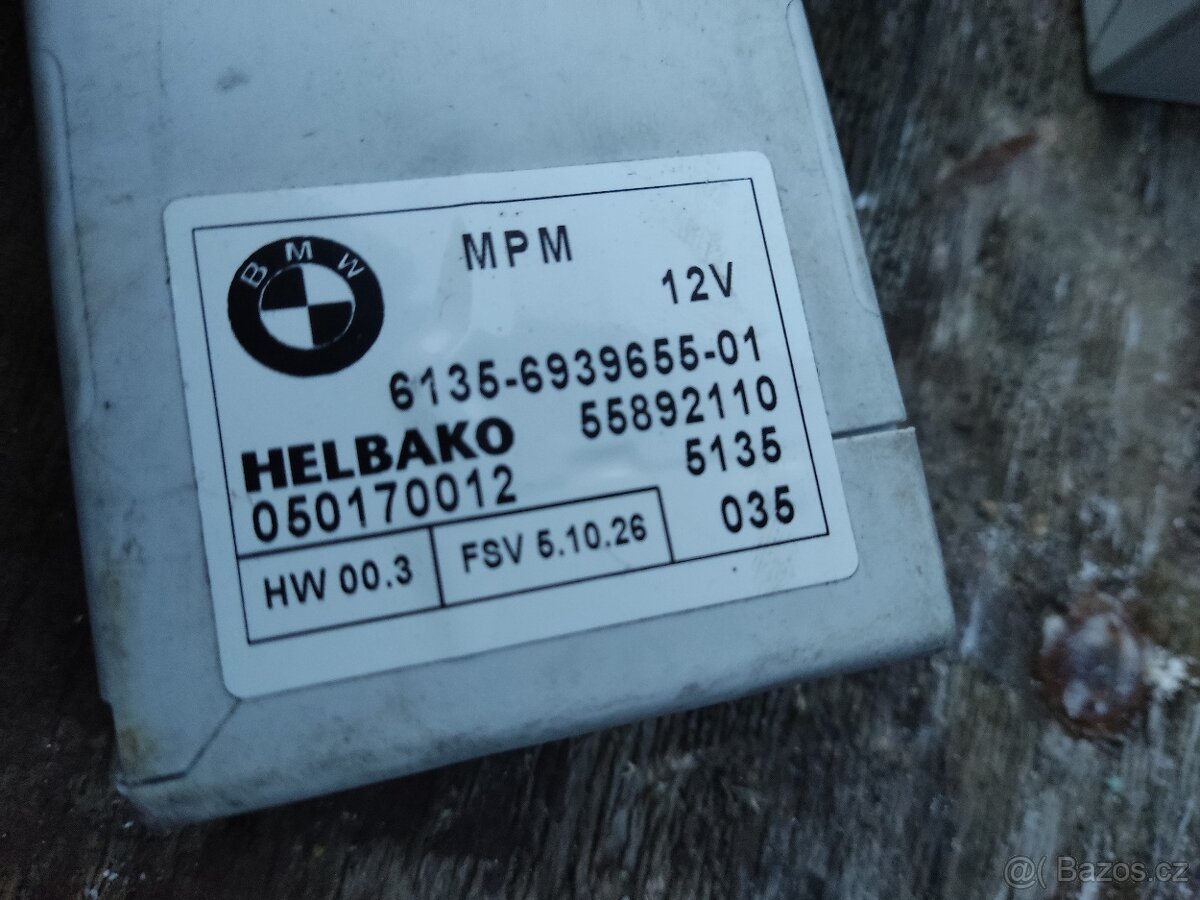 BMW
MPM
12V
6135-6939655-01
HELBAKO 55892110
050170012 5135
HW 00.3 FSV 5.10.26 035
@( Bazos.cz